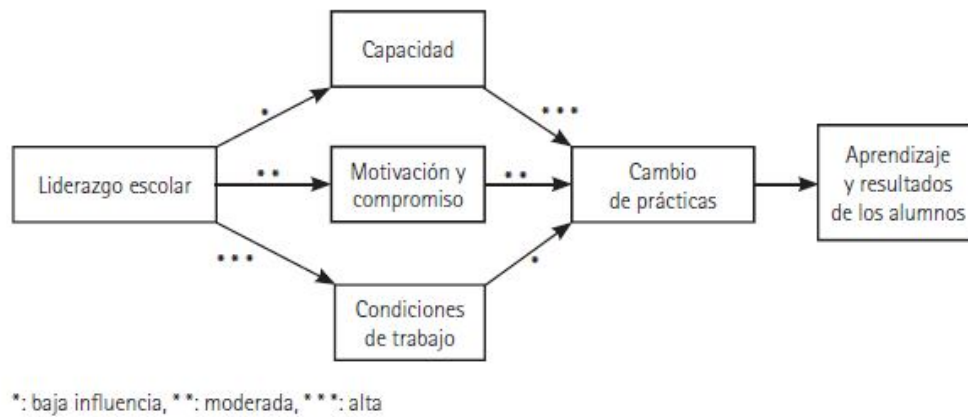 Capacidad
*
* * *
Liderazgo escolar
* *
Motivación y
compromiso
* *
Cambio
de prácticas
Aprendizaje
y resultados
de los alumnos
* * *
*
Condiciones
de trabajo
*: baja influencia, * *: moderada, * * *: alta